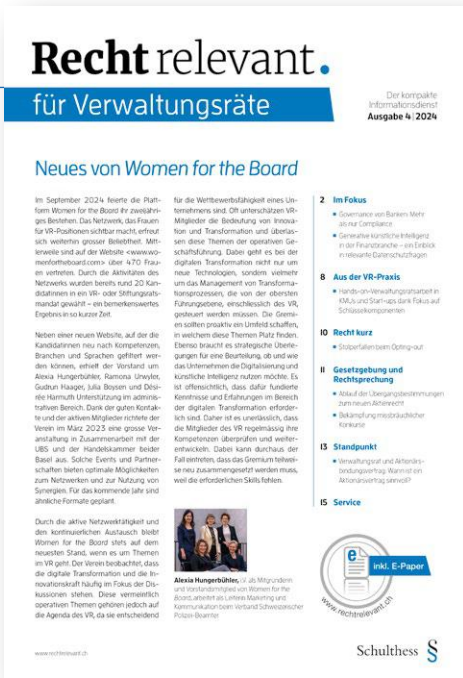 Recht relevant.
für Verwaltungsräte
Der kompakte
Informationsdienst
Ausgabe 4|2024
Neues von Women for the Board
Im September 2024 feierte die Platt-
form Women for the Board ihr zweijähri-
ges Bestehen. Das Netzwerk, das Frauen
für VR-Positionen sichtbar macht, erfreut
sich weiterhin grosser Beliebtheit. Mitt-
lerweile sind auf der Website <www.wo-
menfortheboard.com> über 470 Frau-
en vertreten. Durch die Aktivitäten des
Netzwerks wurden bereits rund 20 Kan-
didatinnen in ein VR- oder Stiftungsrats-
mandat gewählt – ein bemerkenswertes
Ergebnis in so kurzer Zeit.
Neben einer neuen Website, auf der die
Kandidatinnen neu nach Kompetenzen,
Branchen und Sprachen gefiltert wer-
den können, erhielt der Vorstand um
Alexia Hungerbühler, Ramona Urwyler,
Gudrun Haager, Julia Boysen und Dési-
rée Harmuth Unterstützung im adminis-
trativen Bereich. Dank der guten Kontak-
te und der aktiven Mitglieder richtete der
Verein im März 2023 eine grosse Ver-
anstaltung in Zusammenarbeit mit der
UBS und der Handelskammer beider
Basel aus. Solche Events und Partner-
schaften bieten optimale Möglichkeiten
zum Netzwerken und zur Nutzung von
Synergien. Für das kommende Jahr sind
ähnliche Formate geplant.
Durch die aktive Netzwerktätigkeit und
den kontinuierlichen Austausch bleibt
Women for the Board stets auf dem
neuesten Stand, wenn es um Themen
im VR geht. Der Verein beobachtet, dass
die digitale Transformation und die In-
novationskraft häufig im Fokus der Dis-
kussionen stehen. Diese vermeintlich
operativen Themen gehören jedoch auf
die Agenda des VR, da sie entscheidend
für die Wettbewerbsfähigkeit eines Un-
ternehmens sind. Oft unterschätzen VR-
Mitglieder die Bedeutung von Innova-
tion und Transformation und überlas-
sen diese Themen der operativen Ge-
schäftsführung. Dabei geht es bei der
digitalen Transformation nicht nur um
neue Technologien, sondern vielmehr
um das Management von Transforma-
tionsprozessen, die von der obersten
Führungsebene, einschliesslich des VR,
gesteuert werden müssen. Die Gremi-
en sollten proaktiv ein Umfeld schaffen,
in welchem diese Themen Platz finden.
Ebenso braucht es strategische Überle-
gungen für eine Beurteilung, ob und wie
das Unternehmen die Digitalisierung und
künstliche Intelligenz nutzen möchte. Es
ist offensichtlich, dass dafür fundierte
Kenntnisse und Erfahrungen im Bereich
der digitalen Transformation erforder-
lich sind. Daher ist es unerlässlich, dass
die Mitglieder des VR regelmässig ihre
Kompetenzen überprüfen und weiter-
entwickeln. Dabei kann durchaus der
Fall eintreten, dass das Gremium teilwei-
se neu zusammengesetzt werden muss,
weil die erforderlichen Skills fehlen.
Alexia Hungerbühler, i.V. als Mitgründerin
und Vorstandsmitglied von Women for the
Board, arbeitet als Leiterin Marketing und
Kommunikation beim Verband Schweizerischer
Polizei-Beamter
2 Im Fokus
Governance von Banken: Mehr
als nur Compliance
Generative künstliche Intelligenz
in der Finanzbranche – ein Einblick
in relevante Datenschutzfragen
8 Aus der VR-Praxis
Hands-on-Verwaltungsratsarbeit in
KMUs und Start-ups dank Fokus auf
Schlüsselkomponenten
10 Recht kurz
Stolperfallen beim Opting-out
11 Gesetzgebung und
Rechtsprechung
Ablauf der Übergangsbestimmungen
zum neuen Aktienrecht
Bekämpfung missbräuchlicher
Konkurse
13 Standpunkt
Verwaltungsrat und Aktionärs-
bindungsvertrag: Wann ist ein
Aktionärsvertrag sinnvoll?
15 Service
e
inkl. E-Paper
www.rechtrelevant.ch
www.rechtrelevant.ch
Schulthess §